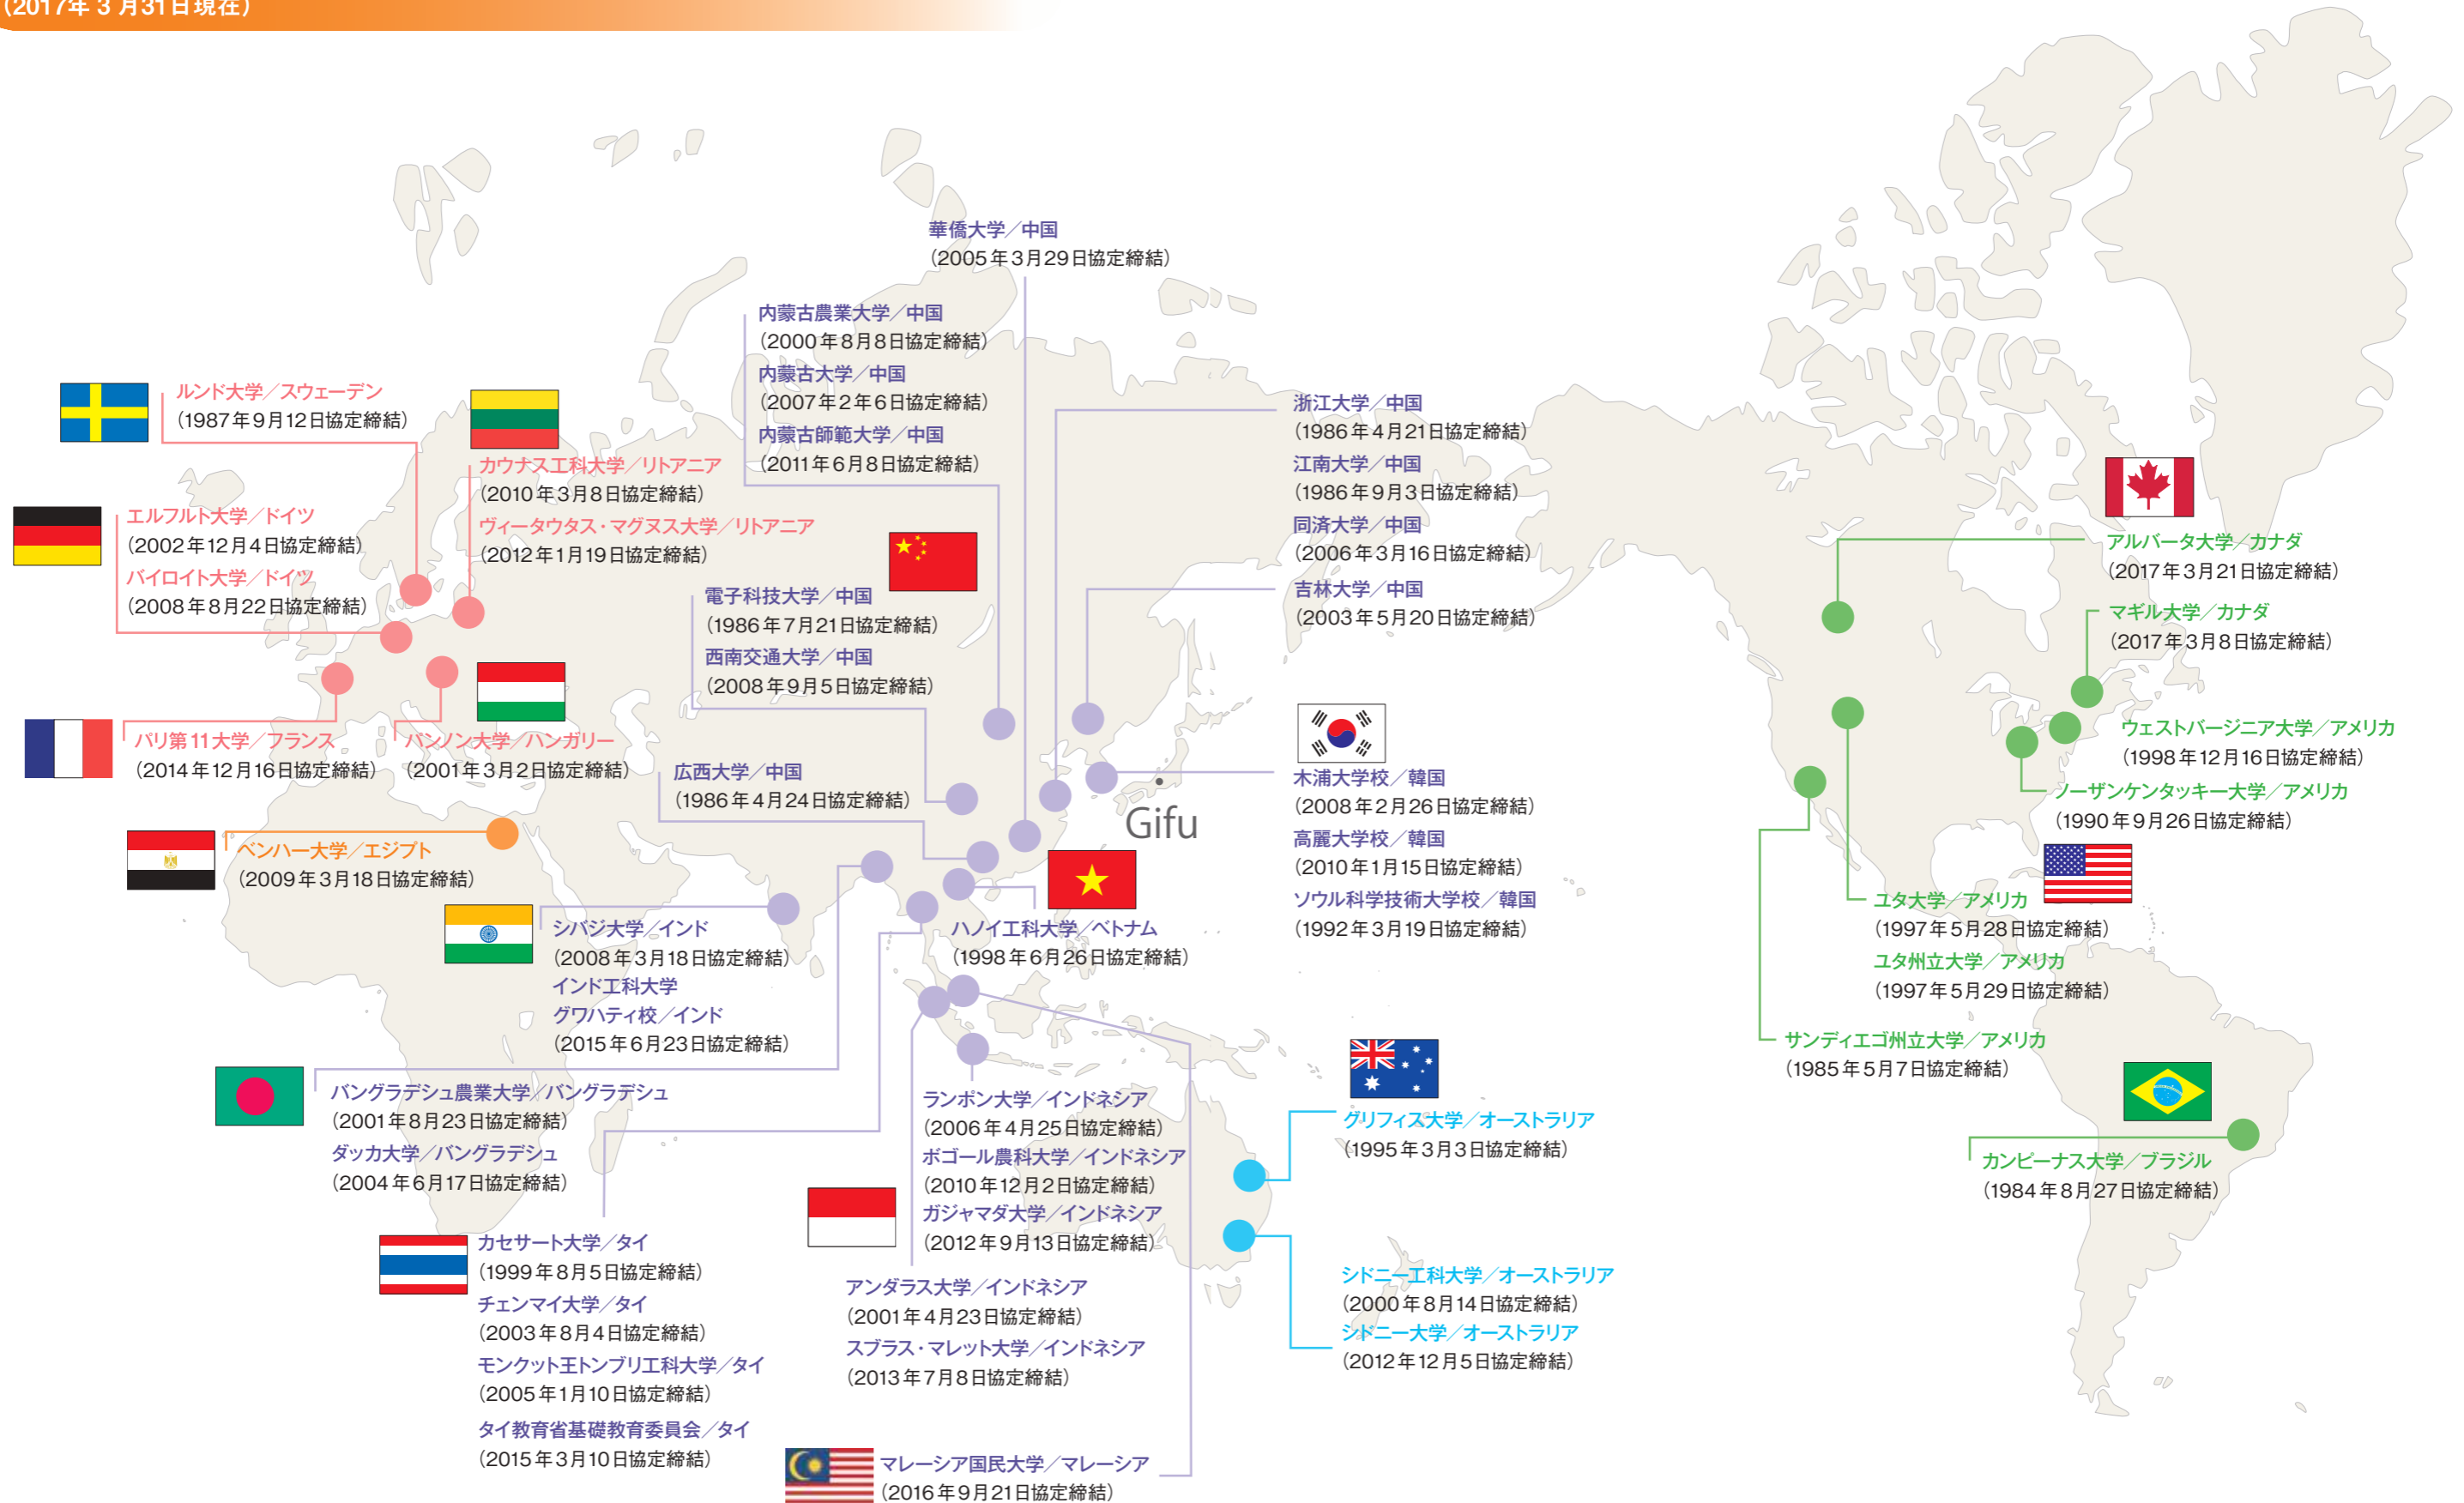 （2017年 3 月31日現在）
華僑大学／中国
（2005年3月29日協定締結）
内蒙古農業大学／中国
（2000年8月8日協定締結）
内蒙古大学／中国
（2007年2年6日協定締結）
内蒙古師範大学／中国
（2011年6月8日協定締結）
ルンド大学／スウェーデン
（1987年9月12日協定締結）
カウナス工科大学／リトアニア
（2010年3月8日協定締結）
ヴィータウタス・マグヌス大学／リトアニア
（2012年1月19日協定締結）
エルフルト大学／ドイツ
（2002年12月4日協定締結）
バイロイト大学／ドイツ
（2008年8月22日協定締結）
電子科技大学／中国
（1986年7月21日協定締結）
西南交通大学／中国
（2008年9月5日協定締結）
浙江大学／中国
（1986年4月21日協定締結）
江南大学／中国
（1986年9月3日協定締結）
同済大学／中国
（2006年3月16日協定締結）
吉林大学／中国
（2003年5月20日協定締結）
アルバータ大学／カナダ
（2017年3月21日協定締結）
マギル大学／カナダ
（2017年3月8日協定締結）
パリ第11大学／フランス
（2014年12月16日協定締結）
パンノン大学／ハンガリー
（2001年3月2日協定締結）
広西大学／中国
（1986年4月24日協定締結）
Gifu
木浦大学校／韓国
（2008年2月26日協定締結）
高麗大学校／韓国
（2010年1月15日協定締結）
ソウル科学技術大学校／韓国
（1992年3月19日協定締結）
ウェストバージニア大学／アメリカ
（1998年12月16日協定締結）
ノーザンケンタッキー大学／アメリカ
（1990年9月26日協定締結）
ベンハー大学／エジプト
（2009年3月18日協定締結）
シバジ大学／インド
（2008年3月18日協定締結）
インド工科大学
グワハティ校／インド
（2015年6月23日協定締結）
ハノイ工科大学／ベトナム
（1998年6月26日協定締結）
ユタ大学／アメリカ
（1997年5月28日協定締結）
ユタ州立大学／アメリカ
（1997年5月29日協定締結）
サンディエゴ州立大学／アメリカ
（1985年5月7日協定締結）
バングラデシュ農業大学／バングラデシュ
（2001年8月23日協定締結）
ダッカ大学／バングラデシュ
（2004年6月17日協定締結）
ランポン大学／インドネシア
（2006年4月25日協定締結）
ボゴール農科大学／インドネシア
（2010年12月2日協定締結）
ガジャマダ大学／インドネシア
（2012年9月13日協定締結）
グリフィス大学／オーストラリア
（1995年3月3日協定締結）
カンピーナス大学／ブラジル
（1984年8月27日協定締結）
カセサート大学／タイ
（1999年8月5日協定締結）
チェンマイ大学／タイ
（2003年8月4日協定締結）
モンクット王トンブリ工科大学／タイ
（2005年1月10日協定締結）
タイ教育省基礎教育委員会／タイ
（2015年3月10日協定締結）
アンダラス大学／インドネシア
（2001年4月23日協定締結）
スブラス・マレット大学／インドネシア
（2013年7月8日協定締結）
シドニー工科大学／オーストラリア
（2000年8月14日協定締結）
シドニー大学／オーストラリア
（2012年12月5日協定締結）
マレーシア国民大学／マレーシア
（2016年9月21日協定締結）